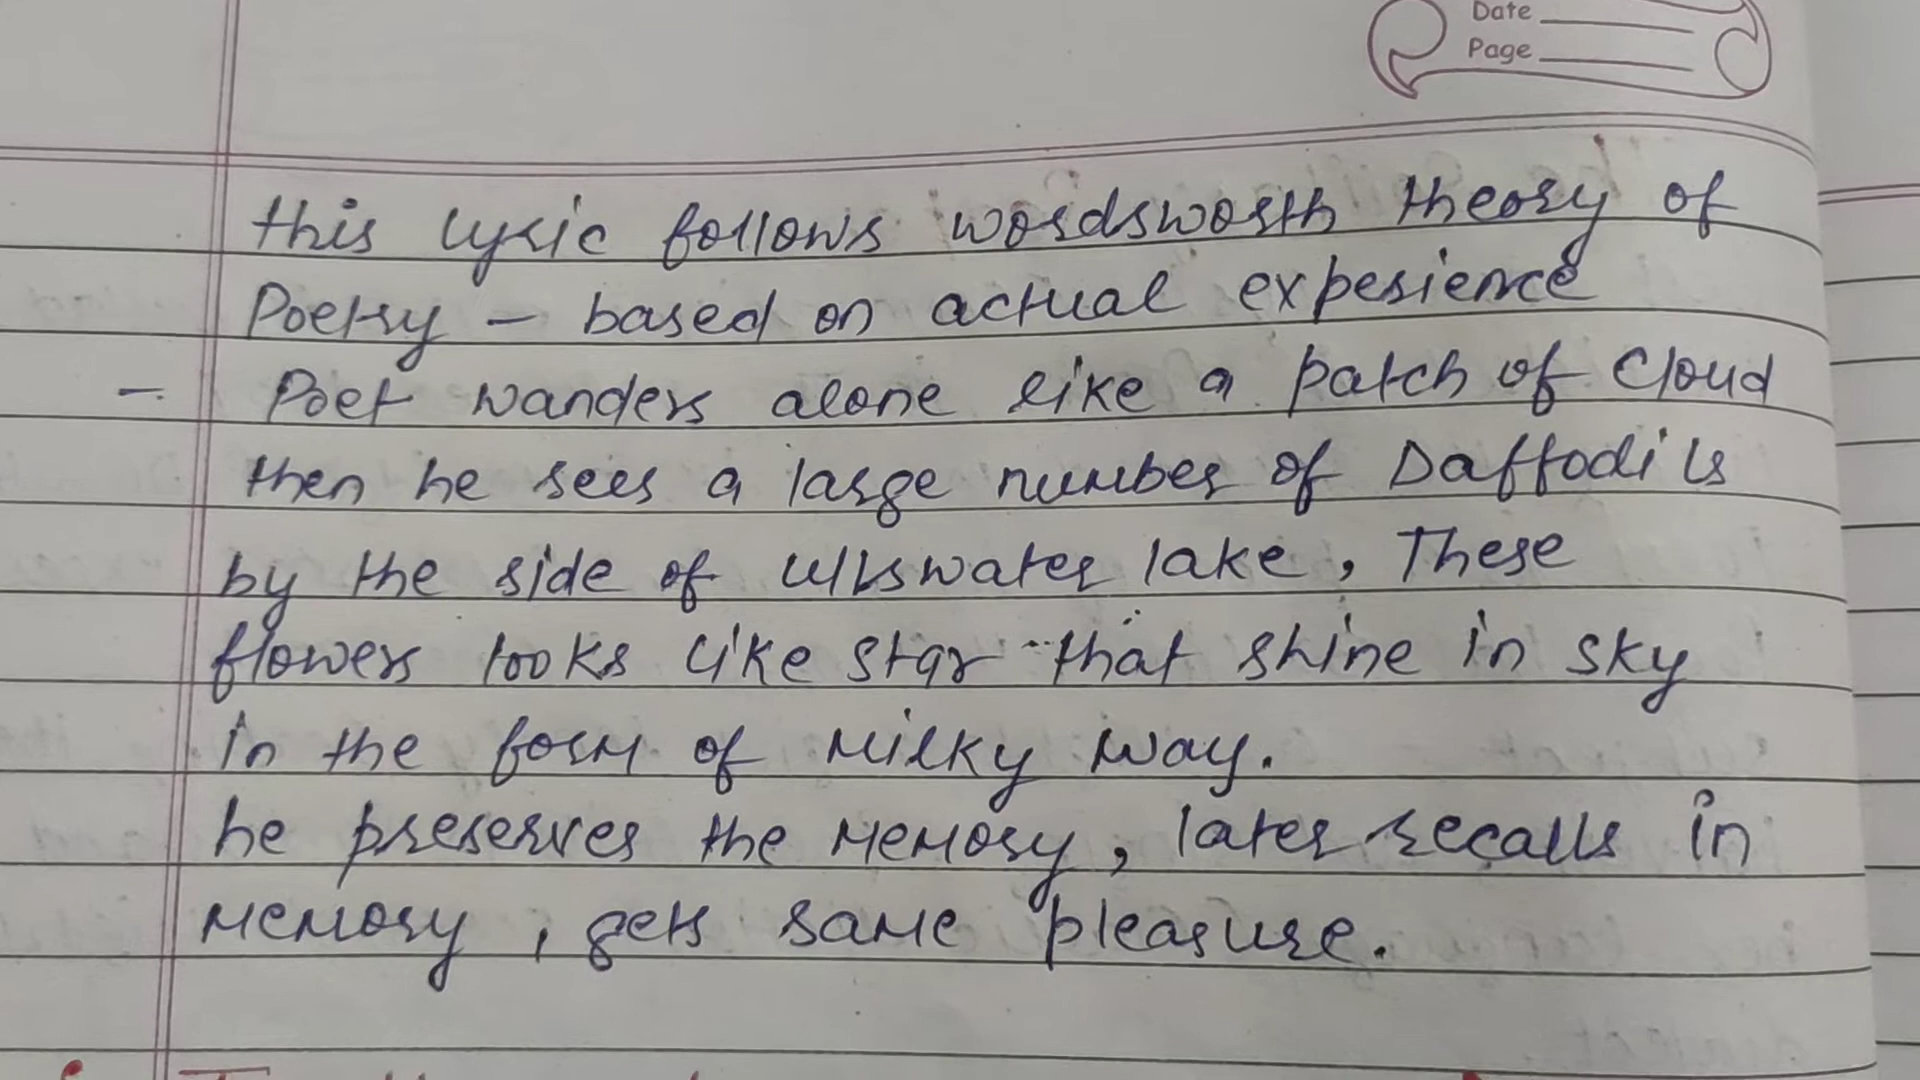 Date
Page
this lyric follows wordsworth theory of
Poetry - based on actual experience
- Poet wanders alone like a patch of Cloud
then he sees a large number of Daffodils
by the side of Ullswater lake, These
flowers looks like star that shine in sky
in the form of Milky Way.
he preserves the Memory, later recalls in
Memory, gets same pleasure.